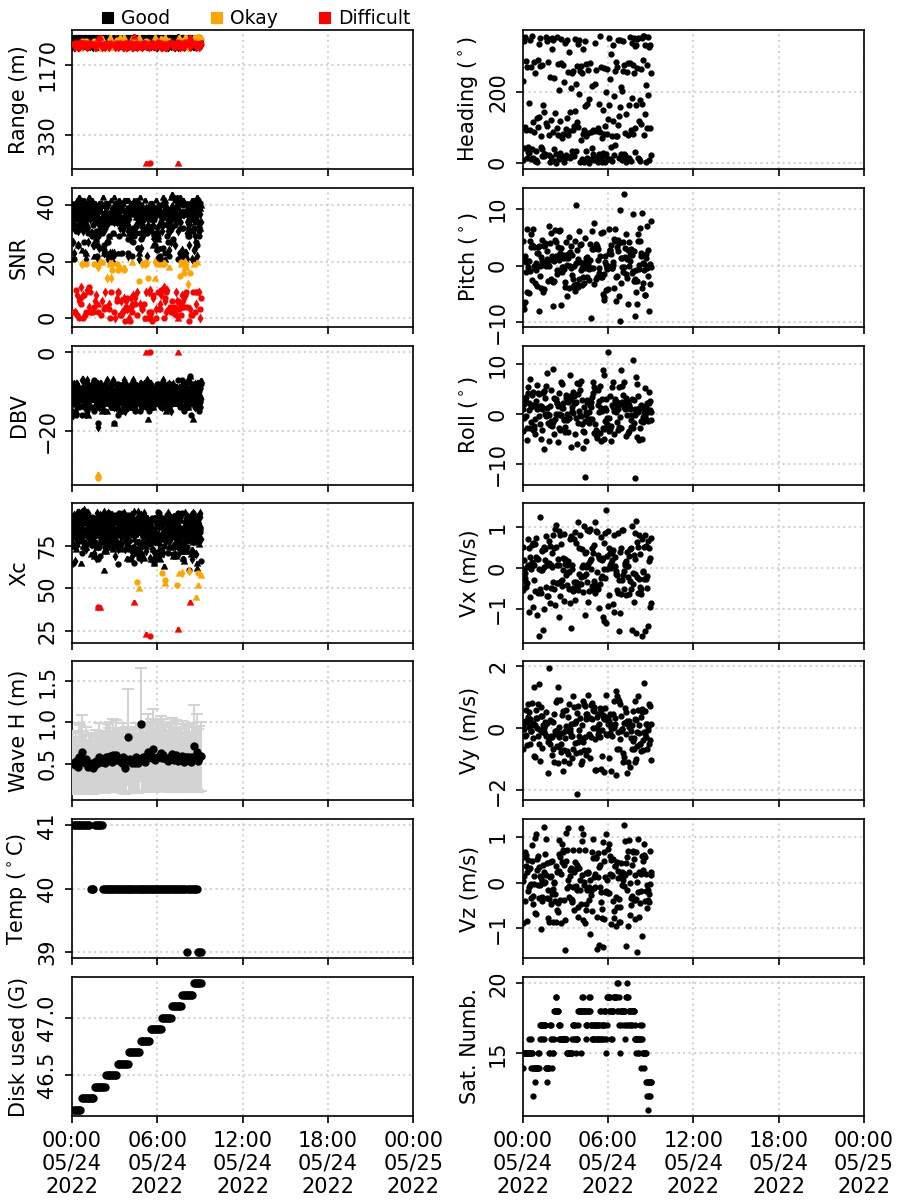 Good Okay Difficult
Range (m)
1170
330
Heading (°)
200
0
SNR
40
20
0
Pitch (°)
10
0
−10
DBV
0
−20
Roll (°)
10
0
−10
Xc
75
50
25
Vx (m/s)
1
0
−1
Wave H (m)
1.5
1.0
0.5
Vy (m/s)
2
0
−2
Temp (°C)
41
40
39
Vz (m/s)
1
0
−1
Disk used (G)
47.0
46.5
Sat. Numb.
20
15
00:00 06:00 12:00 18:00 00:00
05/24 05/24 05/24 05/24 05/25
2022 2022 2022 2022 2022
00:00 06:00 12:00 18:00 00:00
05/24 05/24 05/24 05/24 05/25
2022 2022 2022 2022 2022